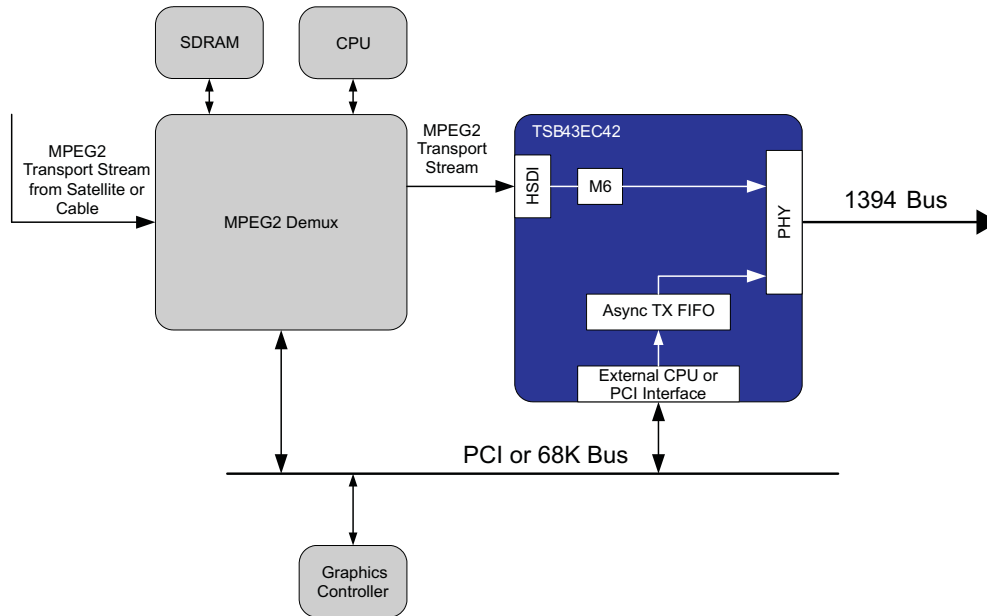 SDRAM
CPU
MPEG2
Transport Stream
from Satellite or
Cable
MPEG2 Demux
MPEG2
Transport
Stream
TSB43EC42
HSDI
M6
PHY
1394 Bus
Async TX FIFO
External CPU or
PCI Interface
PCI or 68K Bus
Graphics
Controller